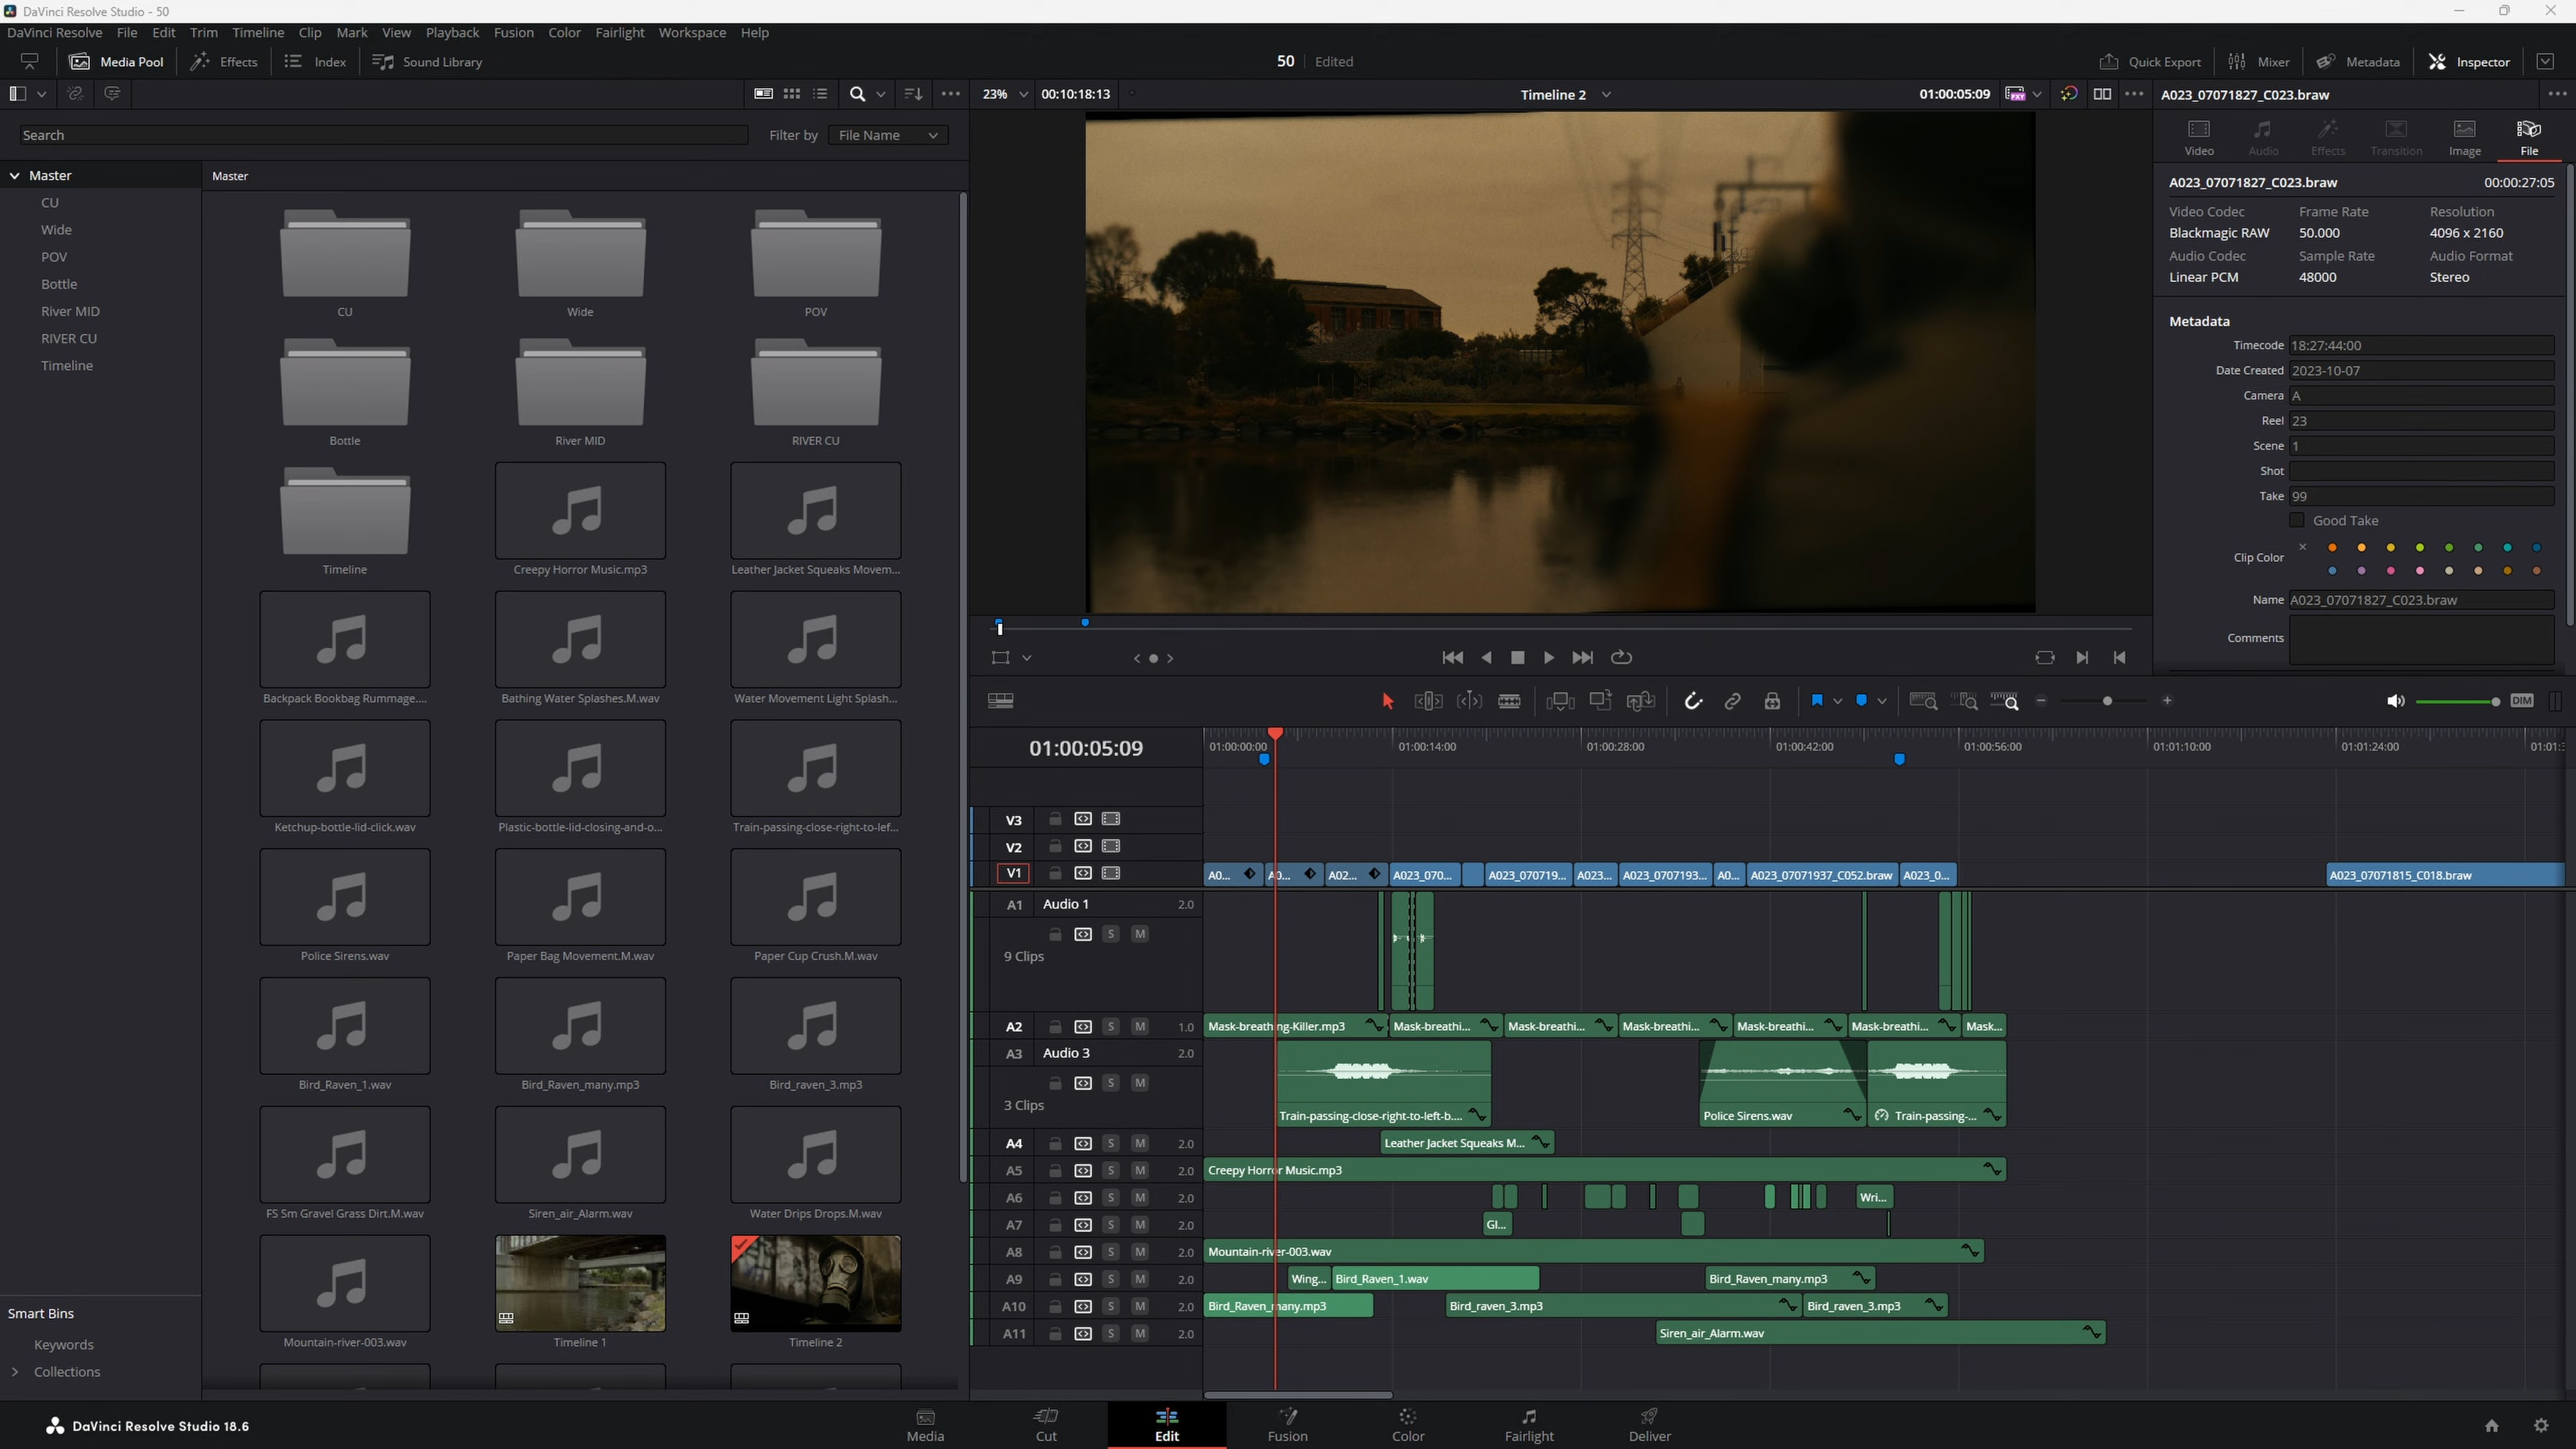 DaVinci Resolve Studio - 50
DaVinci Resolve File Edit Trim Timeline Clip Mark View Playback Fusion Color Fairlight Workspace Help
Media Pool Effects Index Sound Library 50 Edited Quick Export Mixer Metadata Inspector
23% 00:10:18:13 Timeline 2 01:00:05:09 A023_07071827_C023.braw
Search Filter by File Name
Master
CU
Wide
POV
Bottle
River MID
RIVER CU
Timeline
Smart Bins
Keywords
Collections
Master
CU Wide POV
Bottle River MID RIVER CU
Timeline Creepy Horror Music.mp3 Leather Jacket Squeaks Movem...
Backpack Bookbag Rummage.... Bathing Water Splashes.M.wav Water Movement Light Splash...
Ketchup-bottle-lid-click.wav Plastic-bottle-lid-closing-and-o... Train-passing-close-right-to-lef...
Police Sirens.wav Paper Bag Movement.M.wav Paper Cup Crush.M.wav
Bird_Raven_1.wav Bird_Raven_many.mp3 Bird_raven_3.mp3
FS Sm Gravel Grass Dirt.M.wav Siren_air_Alarm.wav Water Drips Drops.M.wav
Mountain-river-003.wav Timeline 1 Timeline 2
Video Audio Effects Transition Image File
A023_07071827_C023.braw 00:00:27:05
Video Codec Frame Rate Resolution
Blackmagic RAW 50.000 4096 x 2160
Audio Codec Sample Rate Audio Format
Linear PCM 48000 Stereo
Metadata
Timecode 18:27:44:00
Date Created 2023-10-07
Camera A
Reel 23
Scene 1
Shot
Take 99
Good Take
Clip Color
Name A023_07071827_C023.braw
Comments
DIM
01:00:05:09 01:00:00:00 01:00:14:00 01:00:28:00 01:00:42:00 01:00:56:00 01:01:10:00 01:01:24:00 01:01:
V3
V2
V1 A0... A0... A02... A023_070... A023_070719... A023... A023_0707193... A0... A023_07071937_C052.braw A023_0... A023_07071815_C018.braw
A1 Audio 1 2.0
S M
9 Clips
A2 S M 1.0 Mask-breathing-Killer.mp3 Mask-breathi... Mask-breathi... Mask-breathi... Mask-breathi... Mask-breathi... Mask...
A3 Audio 3 2.0
S M
3 Clips Train-passing-close-right-to-left-b.... Police Sirens.wav Train-passing-...
A4 S M 2.0 Leather Jacket Squeaks M...
A5 S M 2.0 Creepy Horror Music.mp3
A6 S M 2.0 Wri...
A7 S M 2.0 Gl...
A8 S M 2.0 Mountain-river-003.wav
A9 S M 2.0 Wing... Bird_Raven_1.wav Bird_Raven_many.mp3
A10 S M 2.0 Bird_Raven_many.mp3 Bird_raven_3.mp3 Bird_raven_3.mp3
A11 S M 2.0 Siren_air_Alarm.wav
DaVinci Resolve Studio 18.6 Media Cut Edit Fusion Color Fairlight Deliver